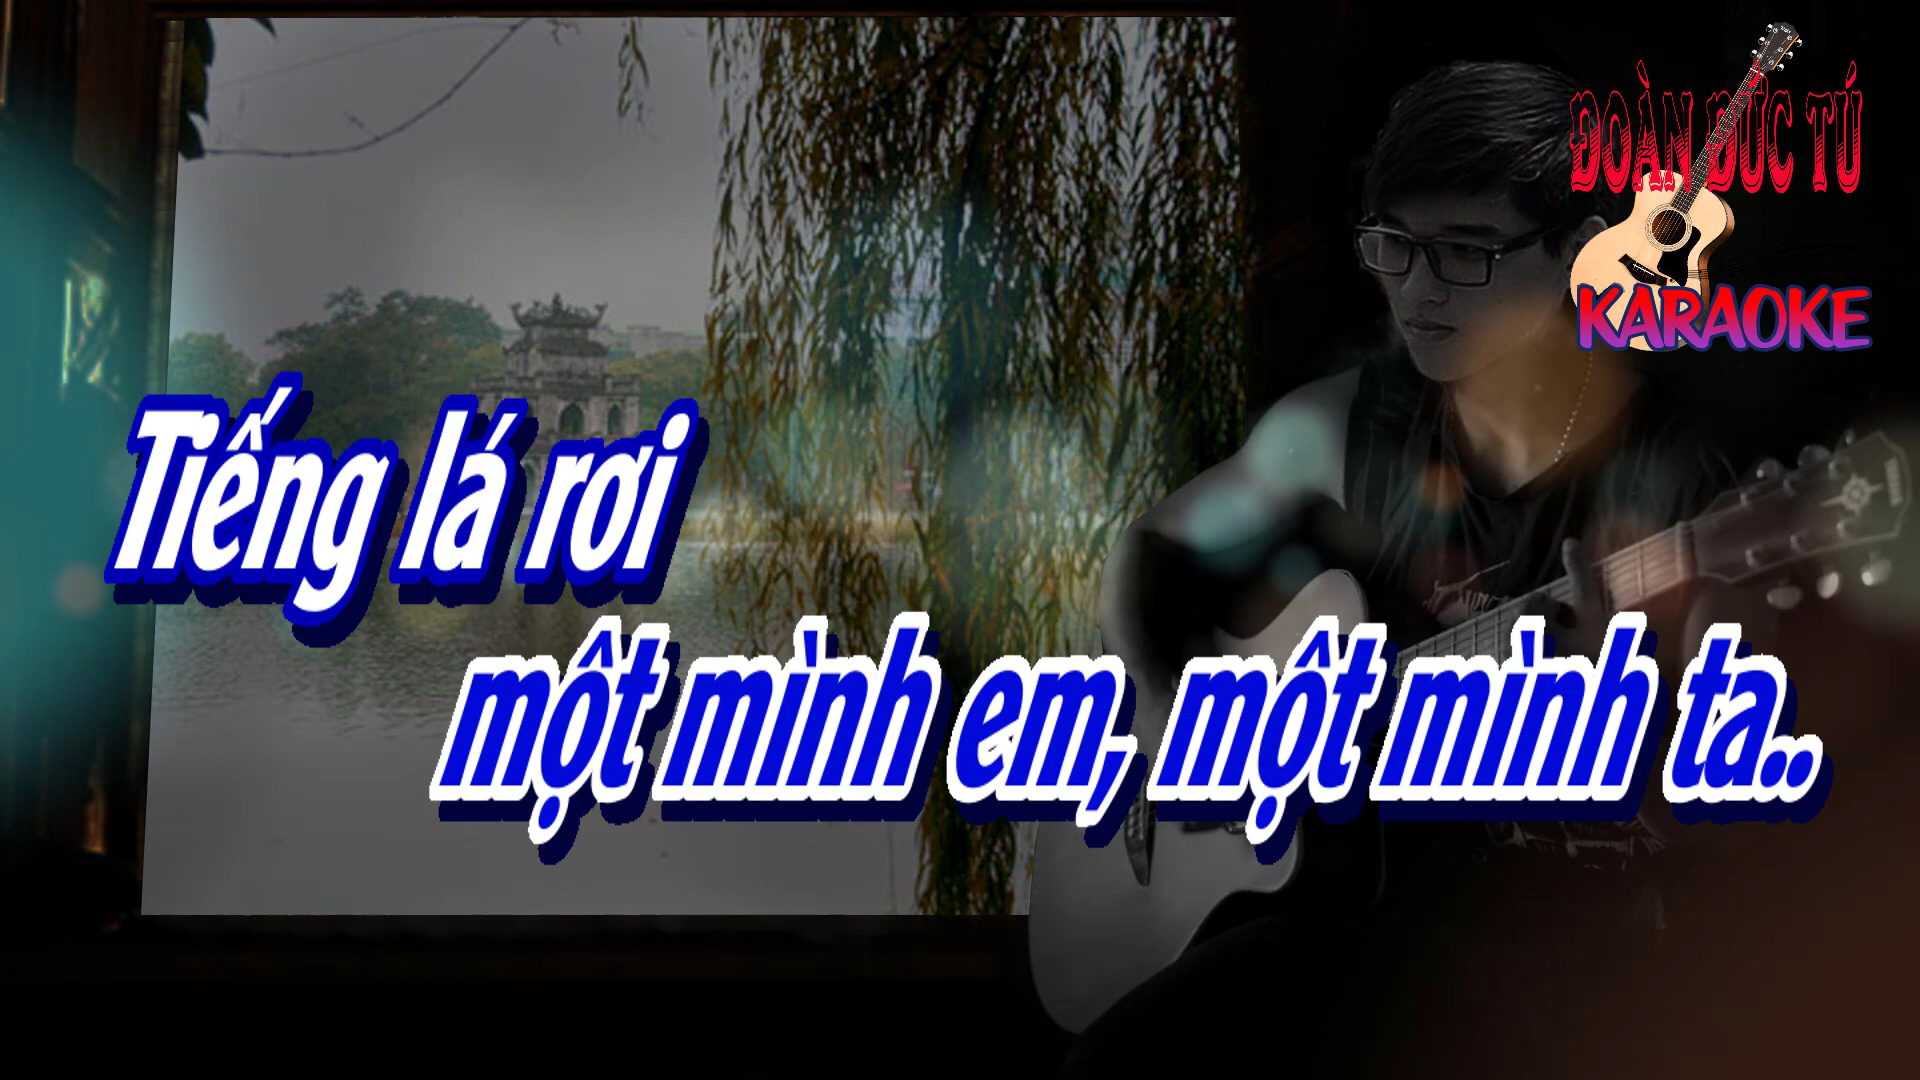 ĐOÀN ĐỨC TÚ
KARAOKE
Tiếng lá rơi
một mình em, một mình ta..